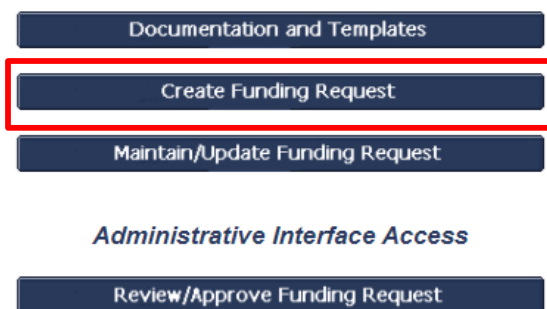 Documentation and Templates
Create Funding Request
Maintain/Update Funding Request
Administrative Interface Access
Review/Approve Funding Request